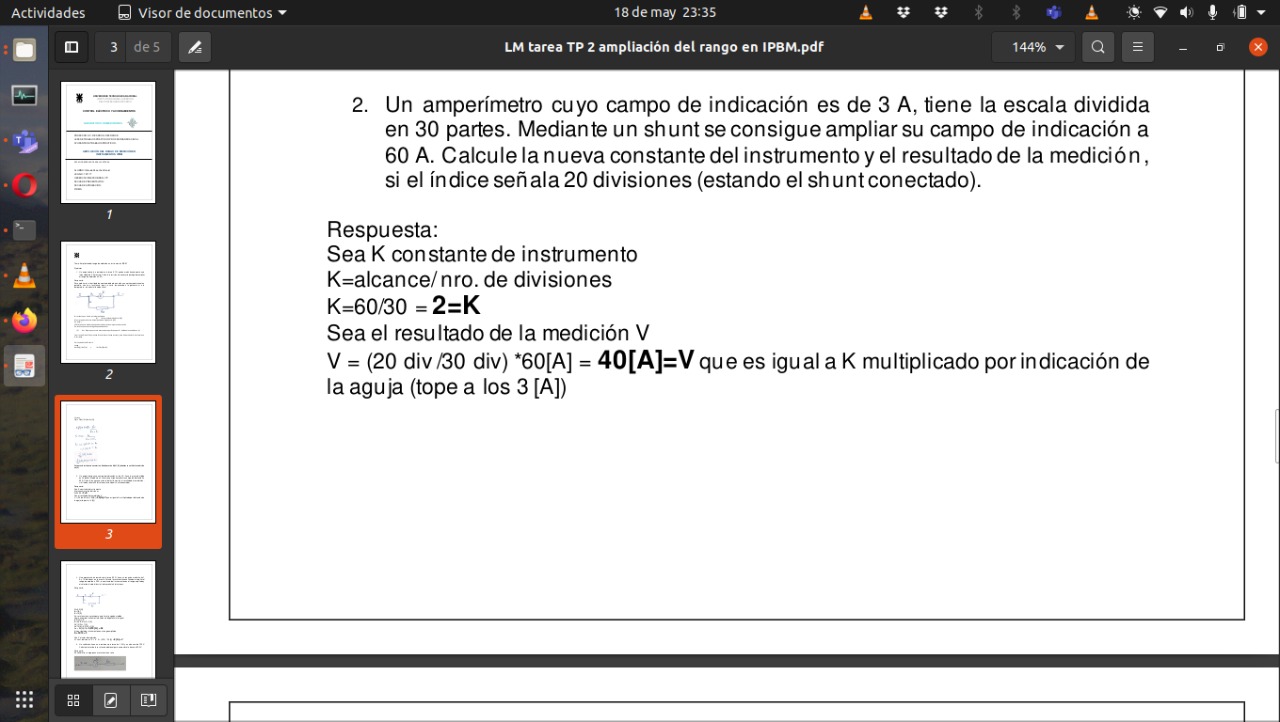 Actividades
Visor de documentos
18 de may 23:35
3
de 5
LM tarea TP 2 ampliación del rango en IPBM.pdf
144%
1
2
3
2. Un amperímetro cuyo campo de indicaciones es de 3 A, tiene la escala dividida
en 30 partes. Mediante un shunt se consigue ampliar su campo de indicación a
60 A. Calcular la nueva constante del instrumento y el resultado de la medición,
si el índice señala 20 divisiones (estando el shunt conectado).
Respuesta:
Sea K constante de instrumento
K=alcance/ nro. de divisiones
K=60/30 = 2=K
Sea el resultado de la medición V
V = (20 div /30 div) *60[A] = 40[A]=V que es igual a K multiplicado por indicación de
la aguja (tope a los 3 [A])